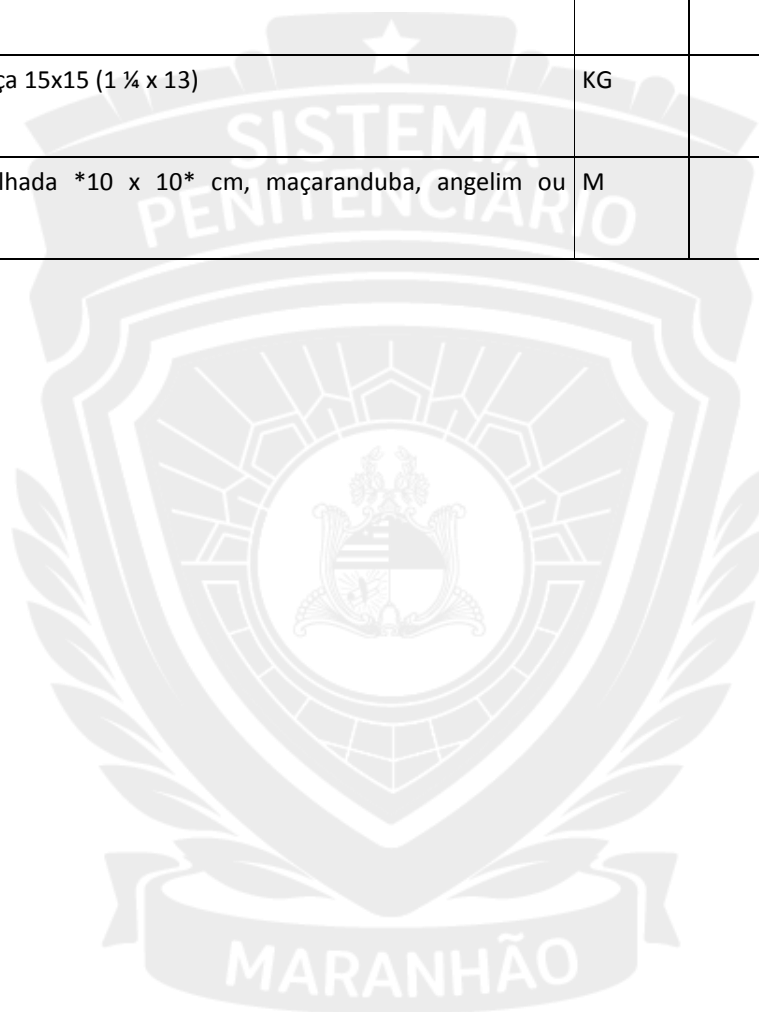 ça 15x15 (1 ¼ x 13) KG
lhada *10 x 10* cm, maçaranduba, angelim ou M
SISTEMA
PENITENCIÁRIO
MARANHÃO